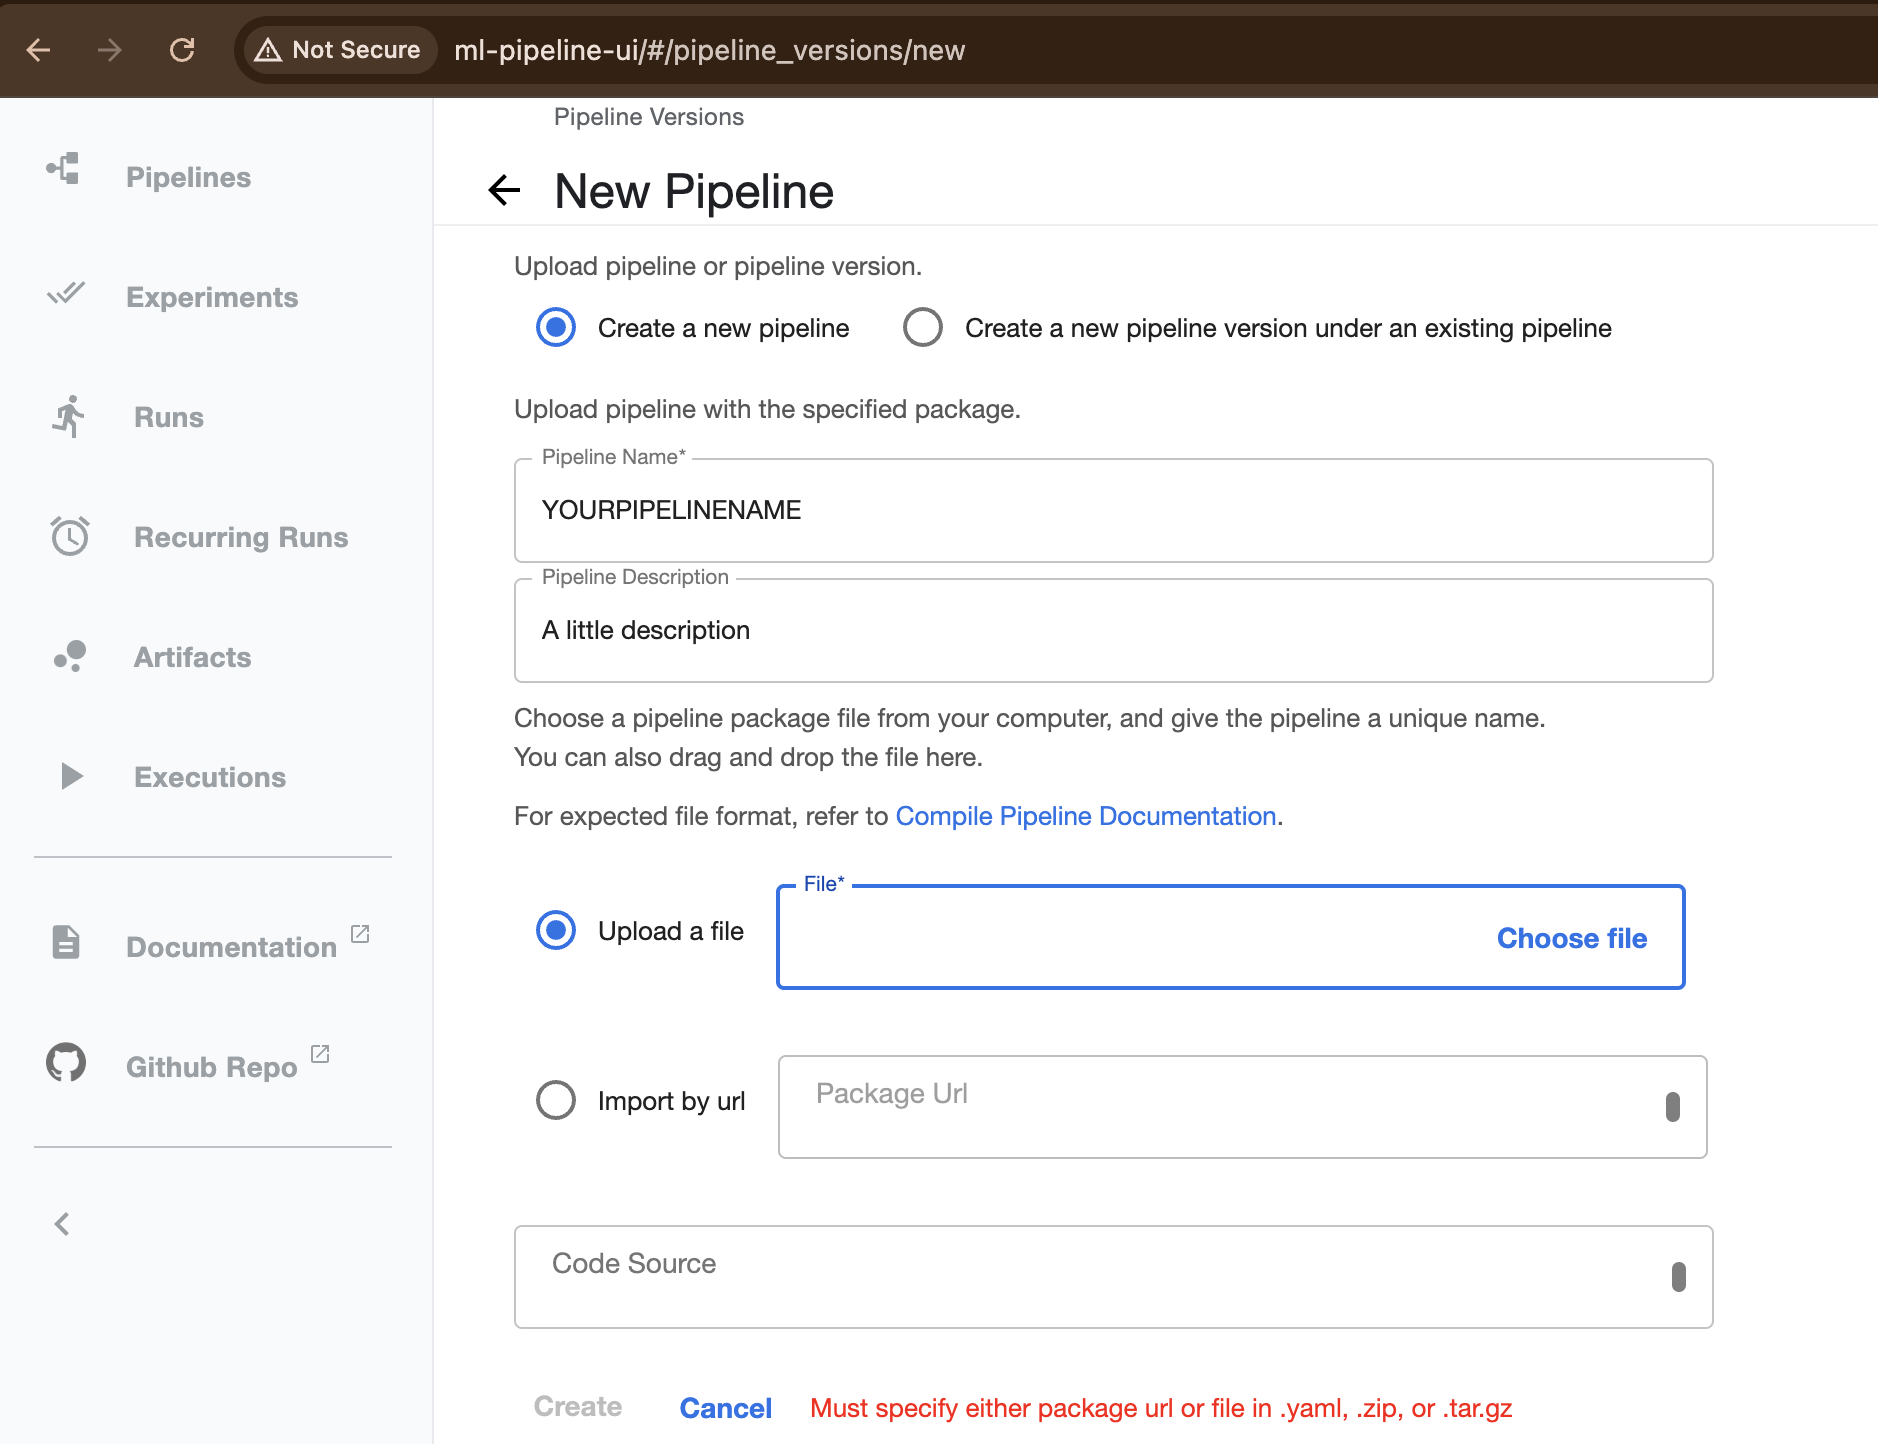 Not Secure ml-pipeline-ui/#/pipeline_versions/new
Pipelines
Experiments
Runs
Recurring Runs
Artifacts
Executions
Documentation
Github Repo
Pipeline Versions
New Pipeline
Upload pipeline or pipeline version.
Create a new pipeline Create a new pipeline version under an existing pipeline
Upload pipeline with the specified package.
Pipeline Name*
YOURPIPELINENAME
Pipeline Description
A little description
Choose a pipeline package file from your computer, and give the pipeline a unique name.
You can also drag and drop the file here.
For expected file format, refer to Compile Pipeline Documentation.
File*
Upload a file Choose file
Import by url Package Url
Code Source
Create Cancel Must specify either package url or file in .yaml, .zip, or .tar.gz